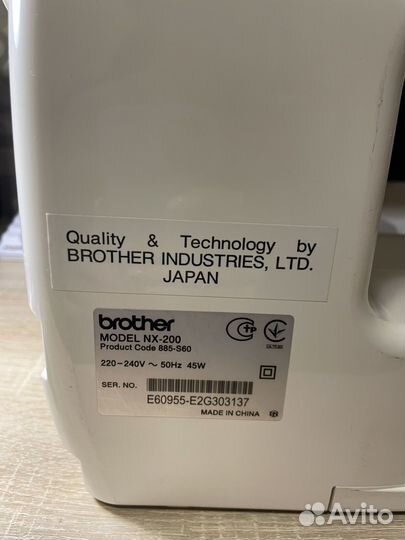 Quality & Technology by
BROTHER INDUSTRIES, LTD.
JAPAN
brother
MODEL NX-200
Product Code 885-S60
220-240V ~ 50Hz 45W
SER. NO.
E60955-E2G303137
MADE IN CHINA
Avito